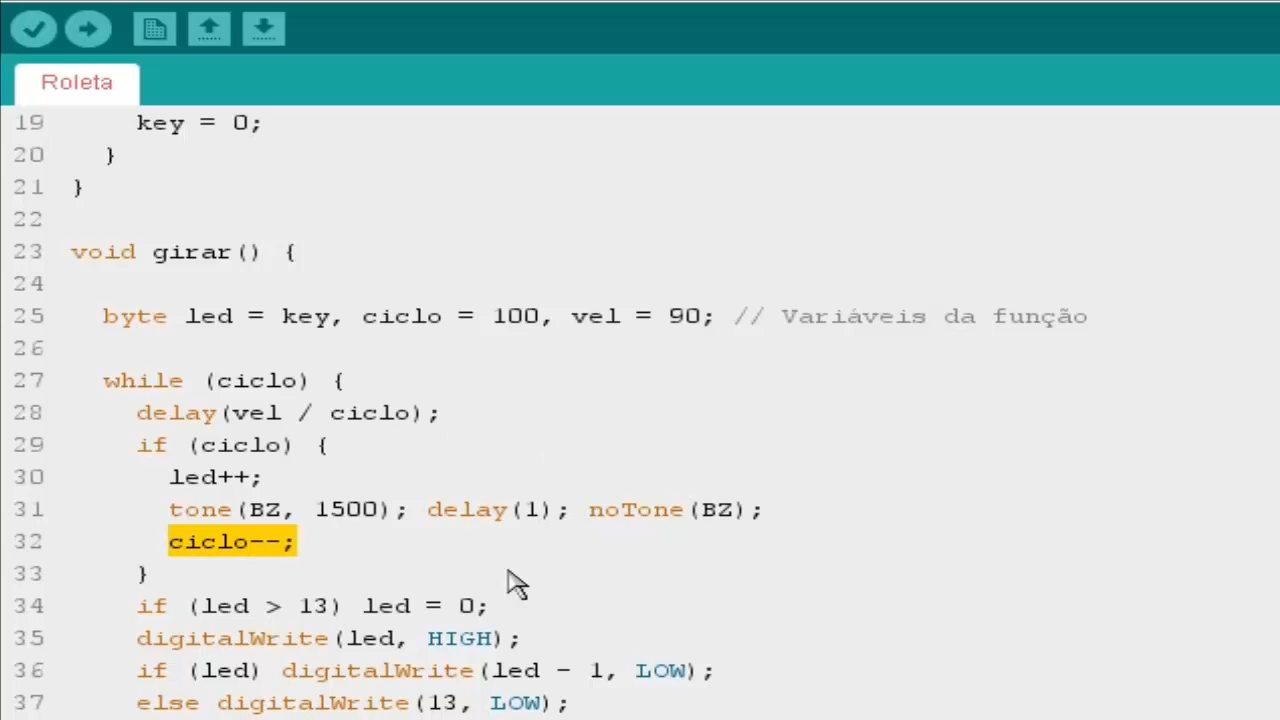 Roleta
19 key = 0;
20 }
21 }
22
23 void girar() {
24
25 byte led = key, ciclo = 100, vel = 90; // Variáveis da função
26
27 while (ciclo) {
28 delay(vel / ciclo);
29 if (ciclo) {
30 led++;
31 tone(BZ, 1500); delay(1); noTone(BZ);
32 ciclo--;
33 }
34 if (led > 13) led = 0;
35 digitalWrite(led, HIGH);
36 if (led) digitalWrite(led - 1, LOW);
37 else digitalWrite(13, LOW);